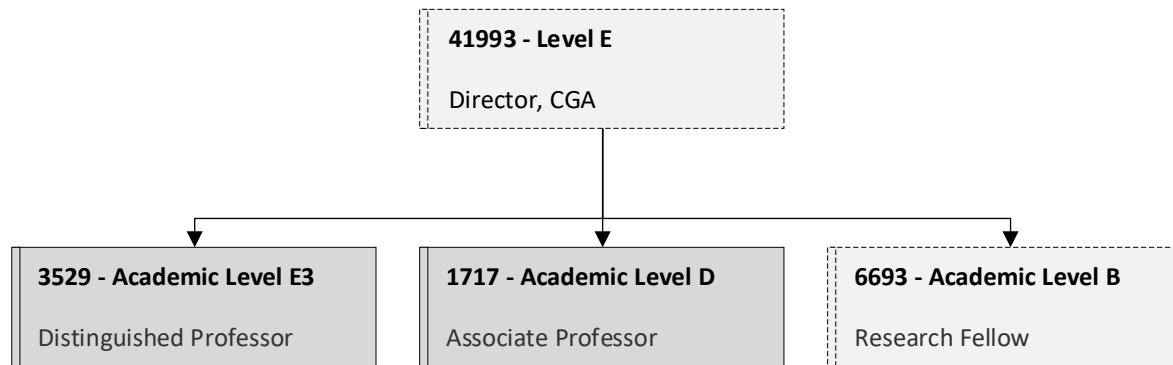 41993 - Level E
Director, CGA
3529 - Academic Level E3
Distinguished Professor
1717 - Academic Level D
Associate Professor
6693 - Academic Level B
Research Fellow